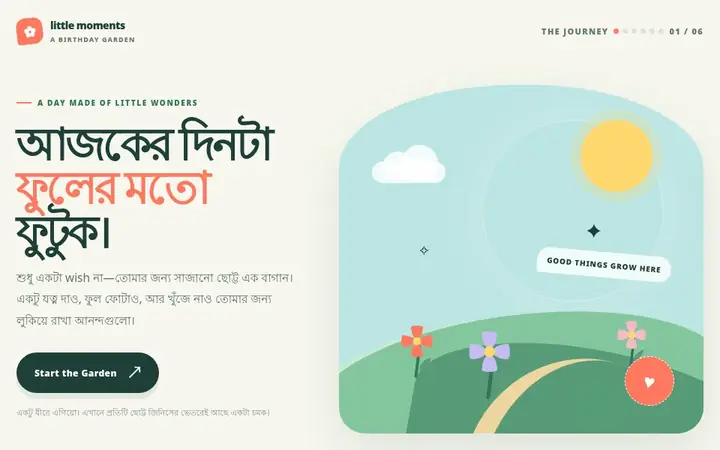 little moments
A BIRTHDAY GARDEN
THE JOURNEY
01 / 06
A DAY MADE OF LITTLE WONDERS
আজকের দিনটা
ফুলের মতো
ফুটুক।
শুধু একটা wish না—তোমার জন্য সাজানো ছোট্ট এক বাগান।
একটু যত্ন দাও, ফুল ফোটাও, আর খুঁজে নাও তোমার জন্য
লুকিয়ে রাখা আনন্দগুলো।
GOOD THINGS GROW HERE
Start the Garden ↗
একটু ধীরে এগিয়ো। এখানে প্রতিটি ছোট্ট জিনিসের ভেতরেই আছে একটা চমক।